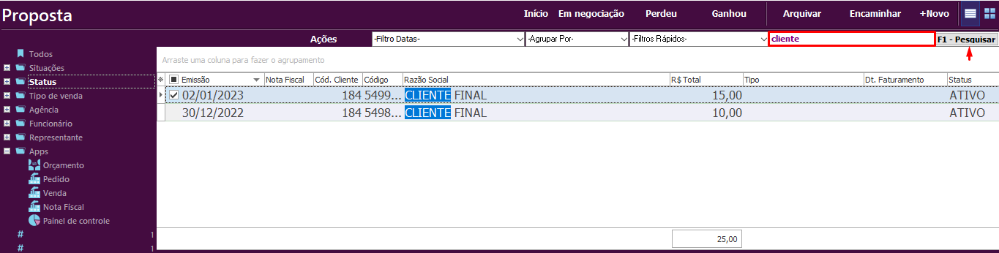 Proposta Início Em negociação Perdeu Ganhou Arquivar Encaminhar +Novo
Ações -Filtro Datas- -Agrupar Por- -Filtros Rápidos- cliente F1 - Pesquisar
Todos
Situações
Status
Tipo de venda
Agência
Funcionário
Representante
Apps
Orçamento
Pedido
Venda
Nota Fiscal
Painel de controle
# 1
# 1
Arraste uma coluna para fazer o agrupamento
Emissão Nota Fiscal Cód. Cliente Código Razão Social R$ Total Tipo Dt. Faturamento Status
02/01/2023 184 5499... CLIENTE FINAL 15,00 ATIVO
30/12/2022 184 5498... CLIENTE FINAL 10,00 ATIVO
25,00